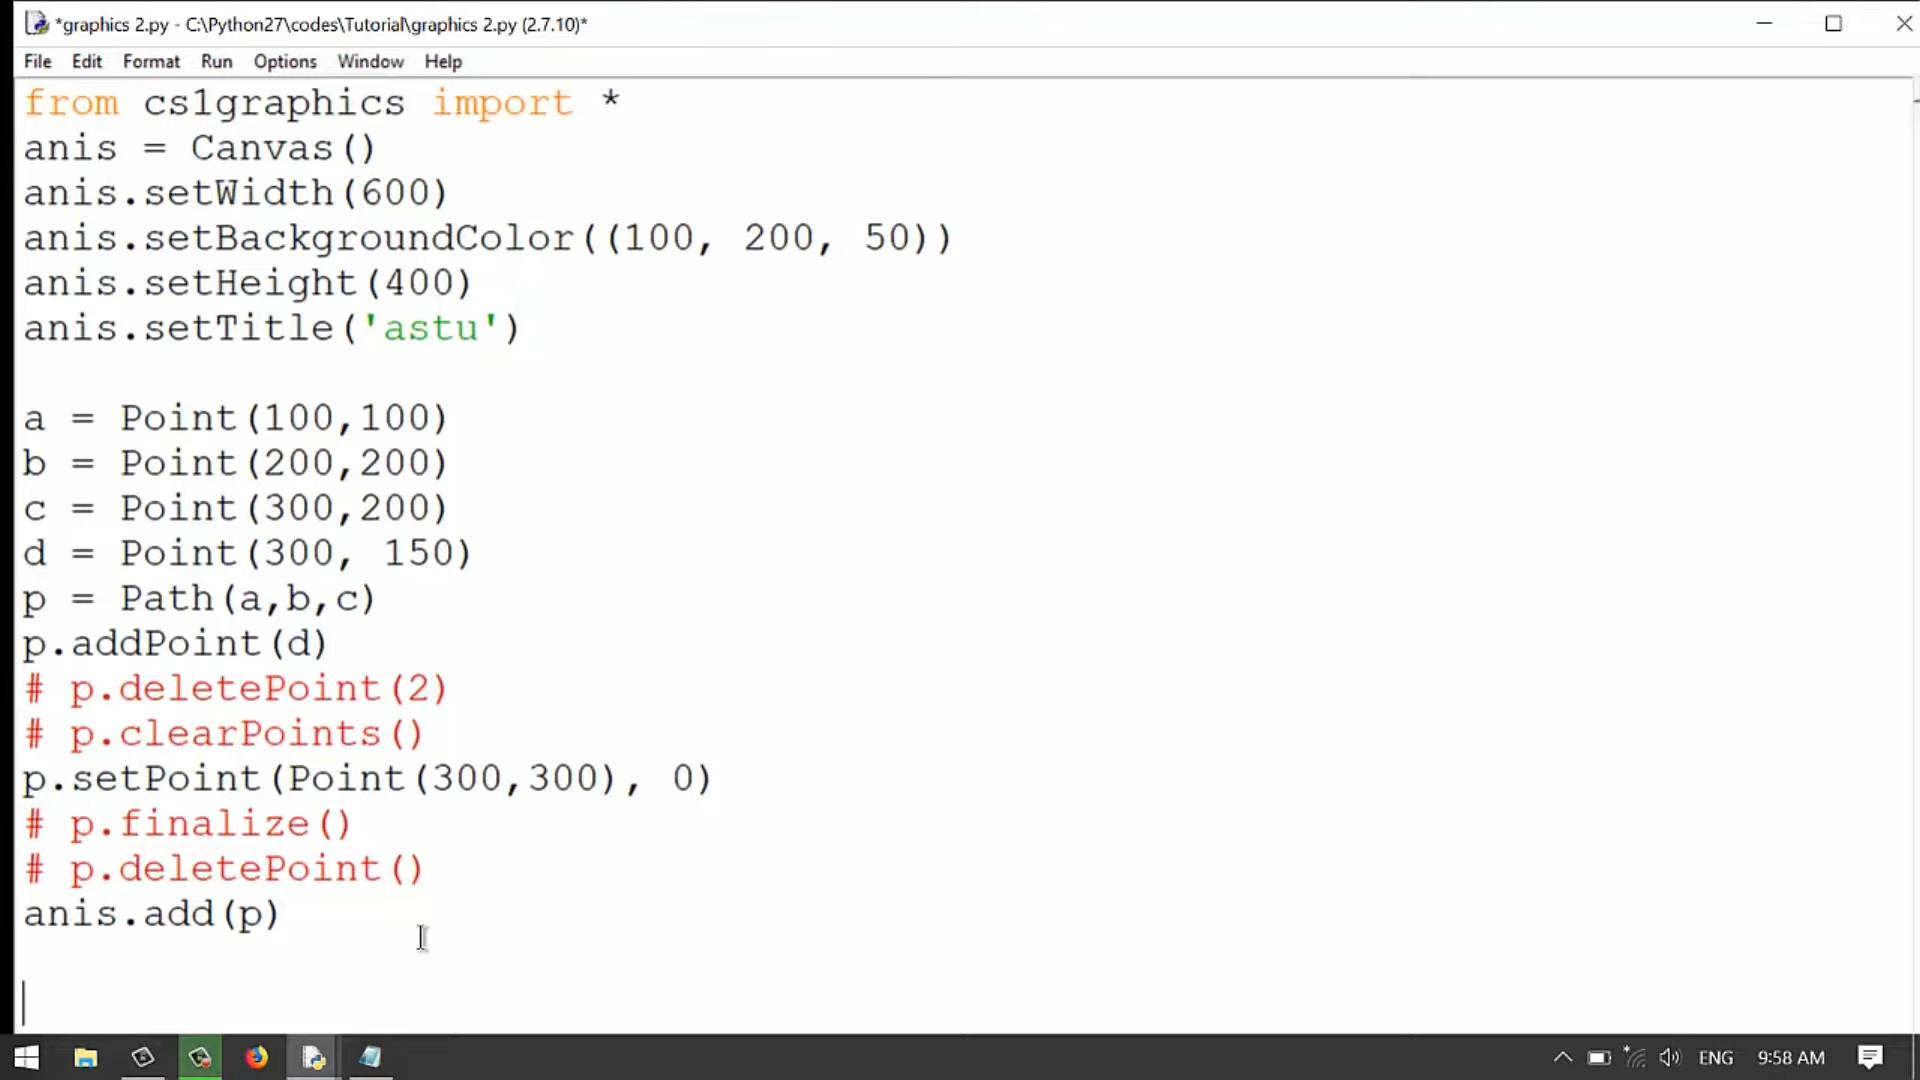 *graphics 2.py - C:\Python27\codes\Tutorial\graphics 2.py (2.7.10)*
File Edit Format Run Options Window Help
from cs1graphics import *
anis = Canvas()
anis.setWidth(600)
anis.setBackgroundColor((100, 200, 50))
anis.setHeight(400)
anis.setTitle('astu')
a = Point(100,100)
b = Point(200,200)
c = Point(300,200)
d = Point(300, 150)
p = Path(a,b,c)
p.addPoint(d)
# p.deletePoint(2)
# p.clearPoints()
p.setPoint(Point(300,300), 0)
# p.finalize()
# p.deletePoint()
anis.add(p)
ENG 9:58 AM